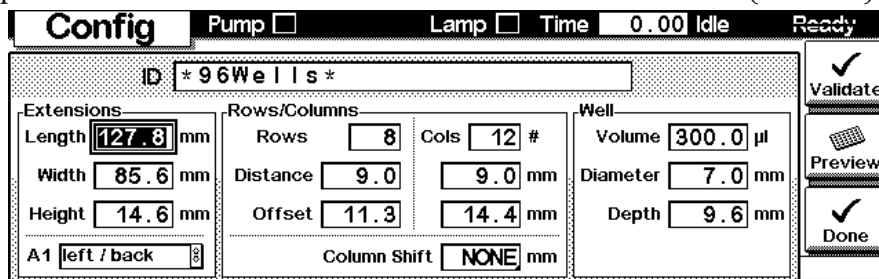 Config Pump Lamp Time 0.00 Idle Ready
ID *96Wells*
Validate
Extensions Rows/Columns Well
Length 127.8 mm Rows 8 Cols 12 # Volume 300.0 µl
Preview
Width 85.6 mm Distance 9.0 9.0 mm Diameter 7.0 mm
Height 14.6 mm Offset 11.3 14.4 mm Depth 9.6 mm
Done
A1 left / back Column Shift NONE mm